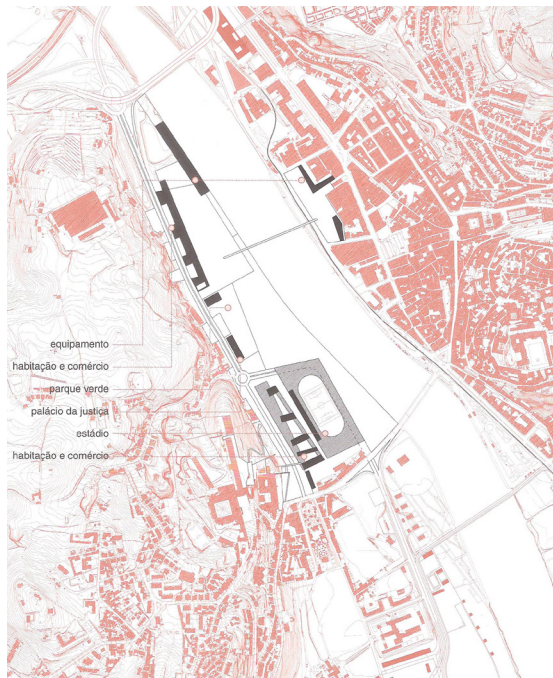 equipamento
habitação e comércio
parque verde
palácio da justiça
estádio
habitação e comércio